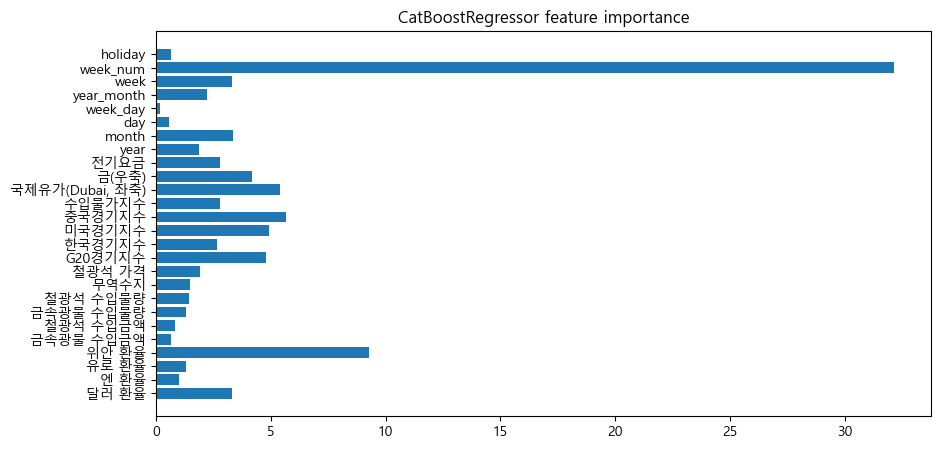 CatBoostRegressor feature importance
holiday
week_num
week
year_month
week_day
day
month
year
전기요금
금(우축)
국제유가(Dubai, 좌축)
수입물가지수
중국경기지수
미국경기지수
한국경기지수
G20경기지수
철광석 가격
무역수지
철광석 수입물량
금속광물 수입물량
철광석 수입금액
금속광물 수입금액
위안 환율
유로 환율
엔 환율
달러 환율
0 5 10 15 20 25 30